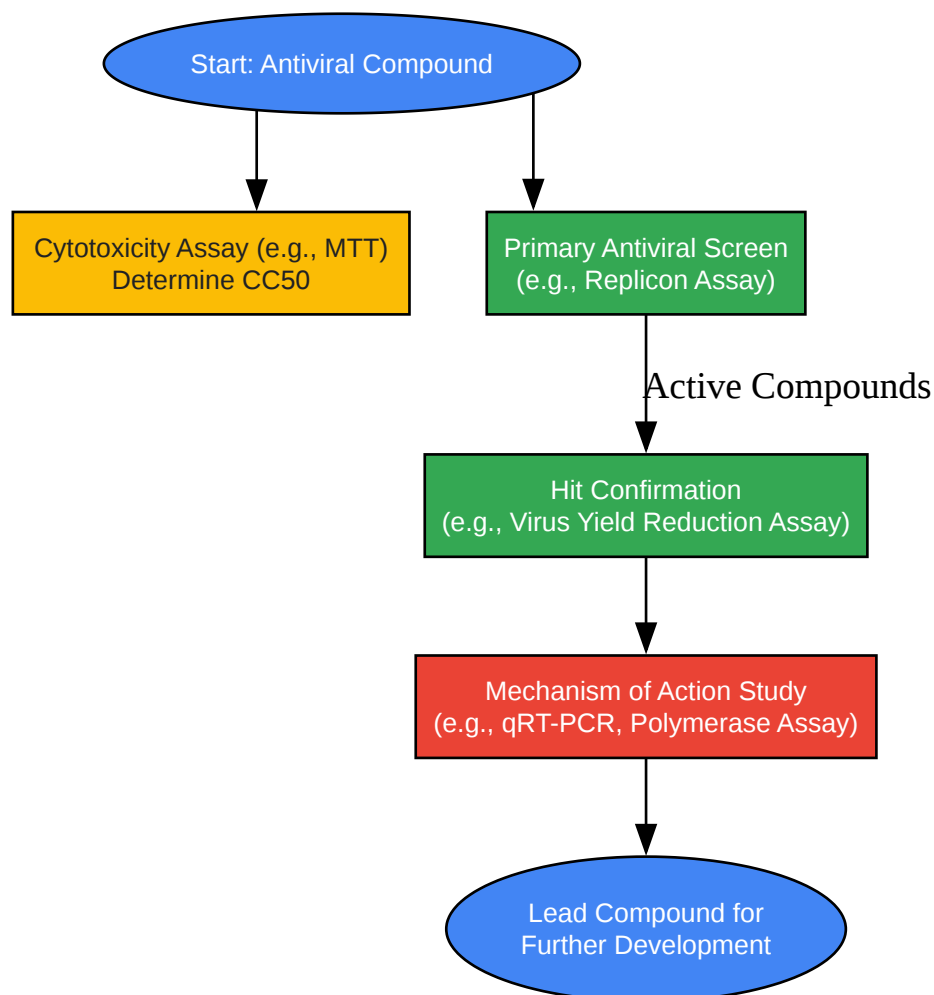 Start: Antiviral Compound
Cytotoxicity Assay (e.g., MTT)
Determine CC50
Primary Antiviral Screen
(e.g., Replicon Assay)
Active Compounds
Hit Confirmation
(e.g., Virus Yield Reduction Assay)
Mechanism of Action Study
(e.g., qRT-PCR, Polymerase Assay)
Lead Compound for
Further Development